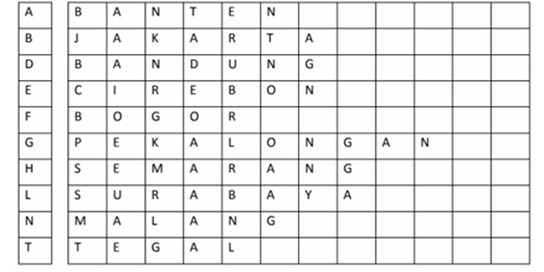 A B A N T E N
B J A K A R T A
D B A N D U N G
E C I R E B O N
F B O G O R
G P E K A L O N G A N
H S E M A R A N G
L S U R A B A Y A
N M A L A N G
T T E G A L